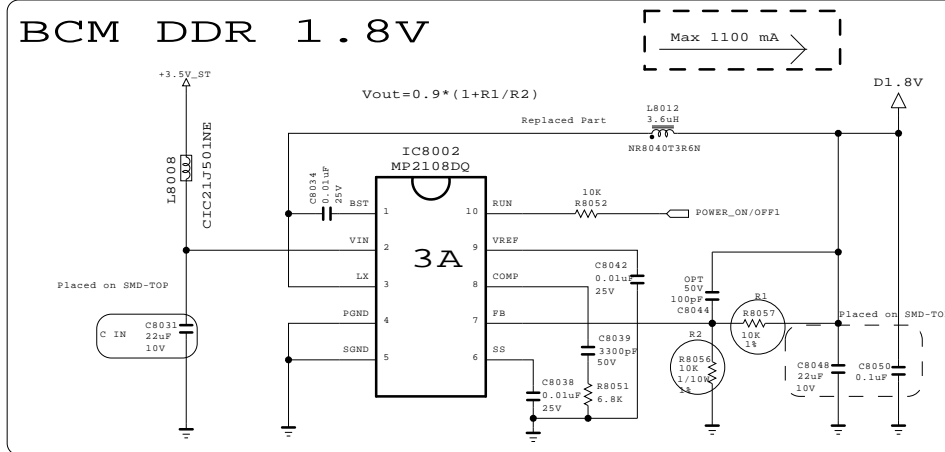 BCM DDR 1.8V
Max 1100 mA
+3.5V_ST
D1.8V
Vout=0.9*(1+R1/R2)
L8012
3.6uH
Replaced Part
NR8040T3R6N
L8008
CIC21J501NE
IC8002
MP2108DQ
3A
C8034
0.01uF
25V
BST
1
VIN
2
LX
3
PGND
4
SGND
5
10
RUN
9
VREF
8
COMP
7
FB
6
SS
10K
R8052
POWER_ON/OFF1
Placed on SMD-TOP
C IN
C8031
22uF
10V
C8042
0.01uF
25V
OPT
50V
100pF
C8044
R1
R8057
10K
1%
Placed on SMD-TOP
R2
R8056
10K
1/10W
1%
C8039
3300pF
50V
R8051
6.8K
C8038
0.01uF
25V
C8048
22uF
10V
C8050
0.1uF